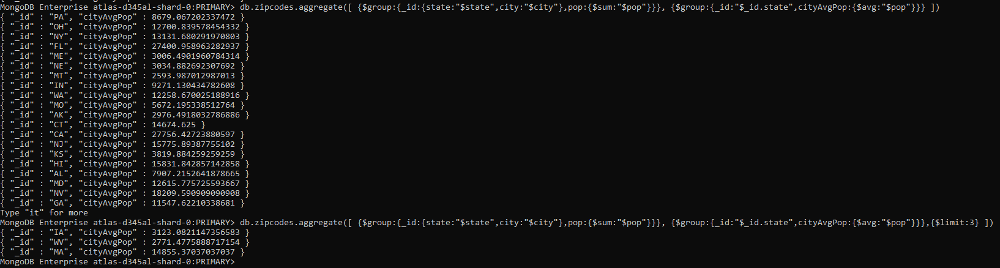 MongoDB Enterprise atlas-d345al-shard-0:PRIMARY> db.zipcodes.aggregate([ {$group:{_id:{state:"$state",city:"$city"},pop:{$sum:"$pop"}}}, {$group:{_id:"$_id.state",cityAvgPop:{$avg:"$pop"}}} ])
{ "_id" : "PA", "cityAvgPop" : 8679.067202337472 }
{ "_id" : "OH", "cityAvgPop" : 12700.839578454332 }
{ "_id" : "NY", "cityAvgPop" : 13131.680291970803 }
{ "_id" : "FL", "cityAvgPop" : 27400.958963282937 }
{ "_id" : "ME", "cityAvgPop" : 3006.4901960784314 }
{ "_id" : "NE", "cityAvgPop" : 3034.882692307692 }
{ "_id" : "MT", "cityAvgPop" : 2593.987012987013 }
{ "_id" : "IN", "cityAvgPop" : 9271.130434782608 }
{ "_id" : "WA", "cityAvgPop" : 12258.670025188916 }
{ "_id" : "MO", "cityAvgPop" : 5672.195338512764 }
{ "_id" : "AK", "cityAvgPop" : 2976.4918032786886 }
{ "_id" : "CT", "cityAvgPop" : 14674.625 }
{ "_id" : "CA", "cityAvgPop" : 27756.42723880597 }
{ "_id" : "NJ", "cityAvgPop" : 15775.89387755102 }
{ "_id" : "KS", "cityAvgPop" : 3819.884259259259 }
{ "_id" : "HI", "cityAvgPop" : 15831.842857142858 }
{ "_id" : "AL", "cityAvgPop" : 7907.2152641878665 }
{ "_id" : "MD", "cityAvgPop" : 12615.775725593667 }
{ "_id" : "NV", "cityAvgPop" : 18209.590909090908 }
{ "_id" : "GA", "cityAvgPop" : 11547.62210338681 }
Type "it" for more
MongoDB Enterprise atlas-d345al-shard-0:PRIMARY> db.zipcodes.aggregate([ {$group:{_id:{state:"$state",city:"$city"},pop:{$sum:"$pop"}}}, {$group:{_id:"$_id.state",cityAvgPop:{$avg:"$pop"}}},{$limit:3} ])
{ "_id" : "IA", "cityAvgPop" : 3123.0821147356583 }
{ "_id" : "WV", "cityAvgPop" : 2771.4775888717154 }
{ "_id" : "MA", "cityAvgPop" : 14855.37037037037 }
MongoDB Enterprise atlas-d345al-shard-0:PRIMARY>